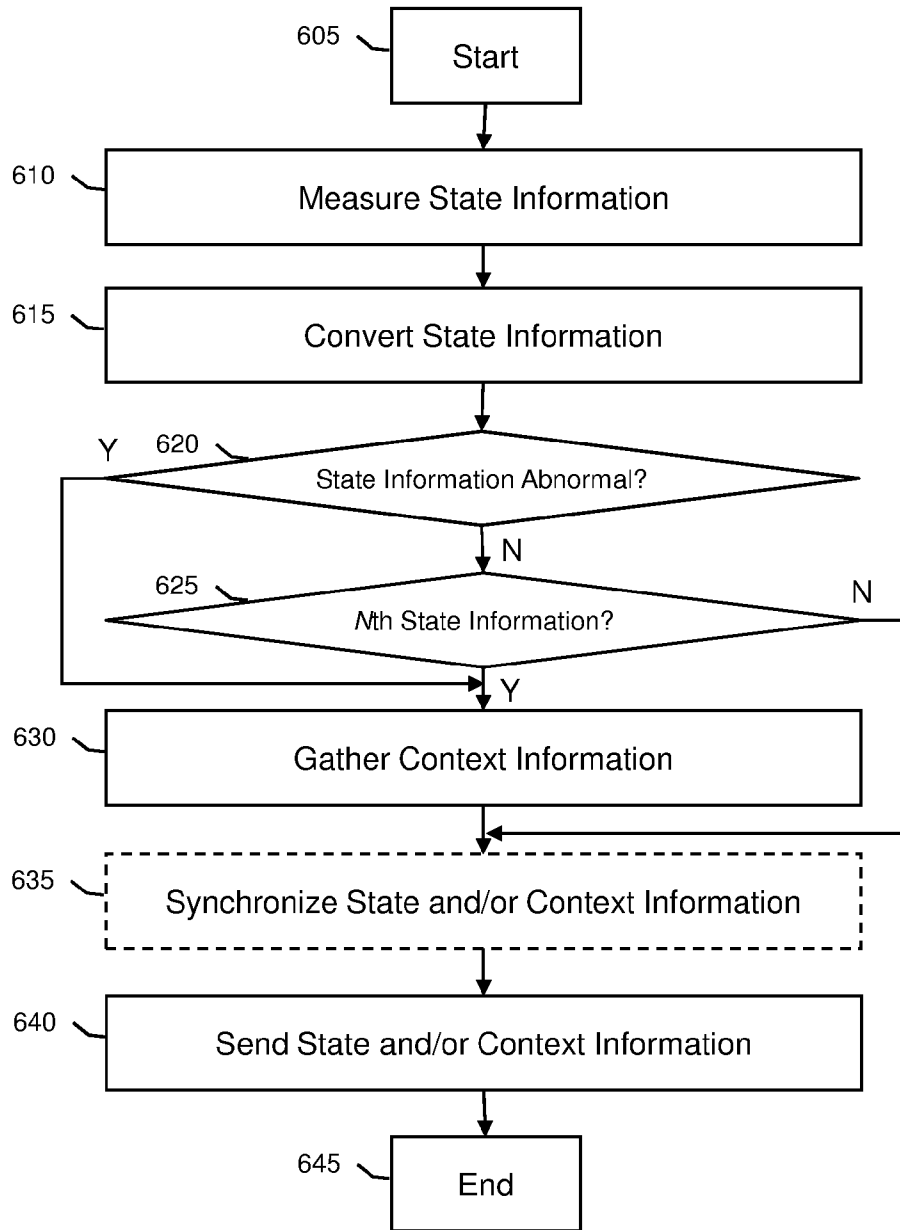 605
Start
610
Measure State Information
615
Convert State Information
Y
620
State Information Abnormal?
N
625
Nth State Information?
N
Y
630
Gather Context Information
635
Synchronize State and/or Context Information
640
Send State and/or Context Information
645
End